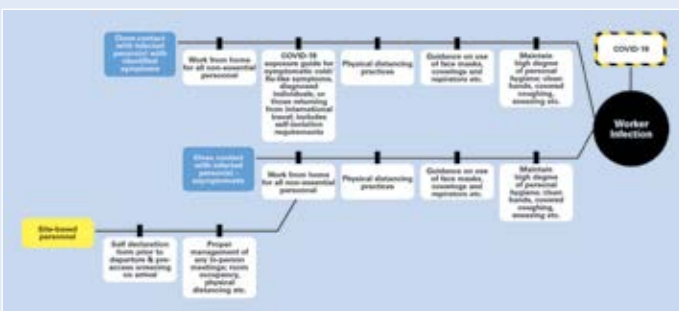 Close contact
with infected
person(s) with
identified
symptoms
Work from home
for all non-essential
personnel
COVID-19
exposure guide for
symptomatic cold/
flu-like symptoms,
diagnosed
individuals, or
those returning
from international
travel; includes
self-isolation
requirements
Physical distancing
practices
Guidance on use
of face masks,
coverings and
respirators etc.
Maintain
high degree
of personal
hygiene: clean
hands, covered
coughing,
sneezing etc.
COVID-19
Worker
Infection
Close contact
with infected
person(s) -
asymptomatic
Work from home
for all non-essential
personnel
Physical distancing
practices
Guidance on use
of face masks,
coverings and
respirators etc.
Maintain
high degree
of personal
hygiene: clean
hands, covered
coughing,
sneezing etc.
Site-based
personnel
Self declaration
form prior to
departure & pre-
access screening
on arrival
Proper
management of
any in-person
meetings; room
occupancy,
physical
distancing etc.